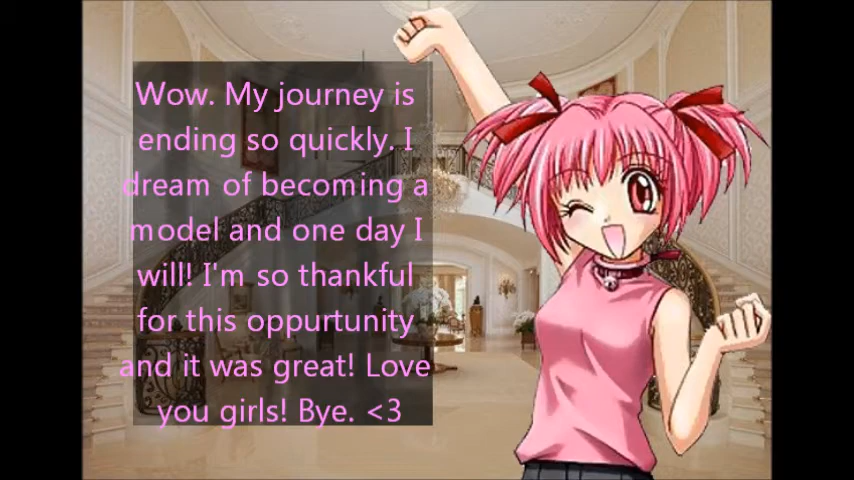 Wow. My journey is
ending so quickly. I
dream of becoming a
model and one day I
will! I'm so thankful
for this oppurtunity
and it was great! Love
you girls! Bye. <3